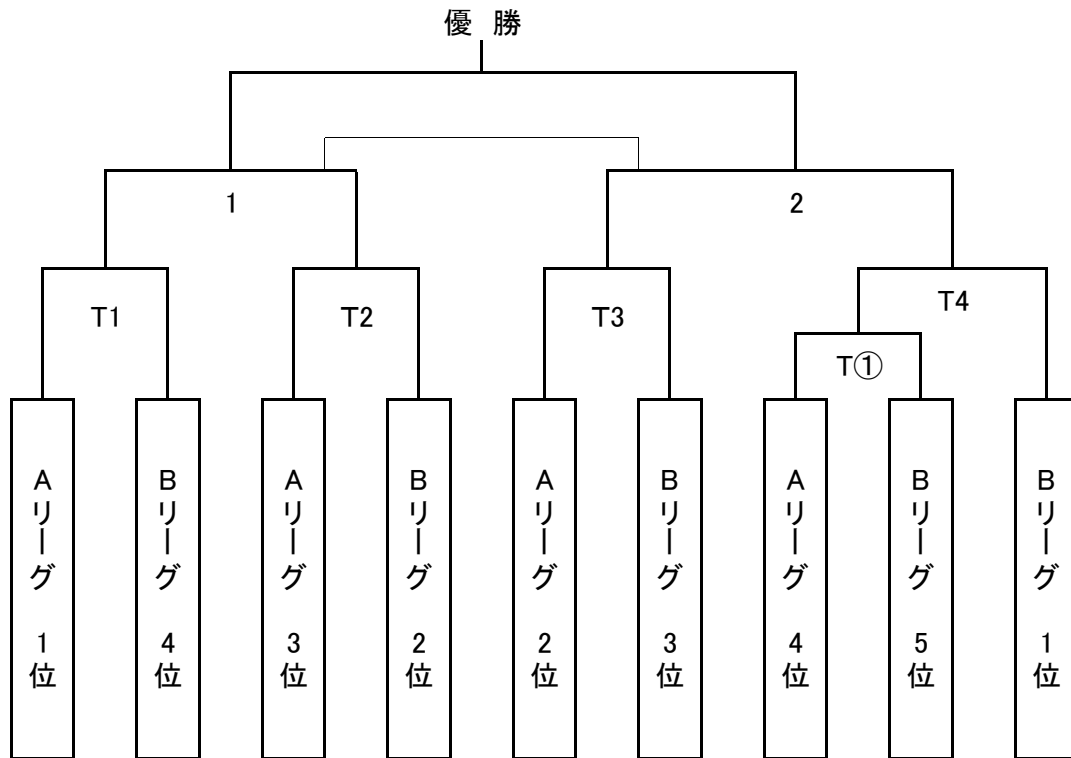 優 勝
1
2
T1
T2
T3
T4
T①
Aリーグ 1位
Bリーグ 4位
Aリーグ 3位
Bリーグ 2位
Aリーグ 2位
Bリーグ 3位
Aリーグ 4位
Bリーグ 5位
Bリーグ 1位